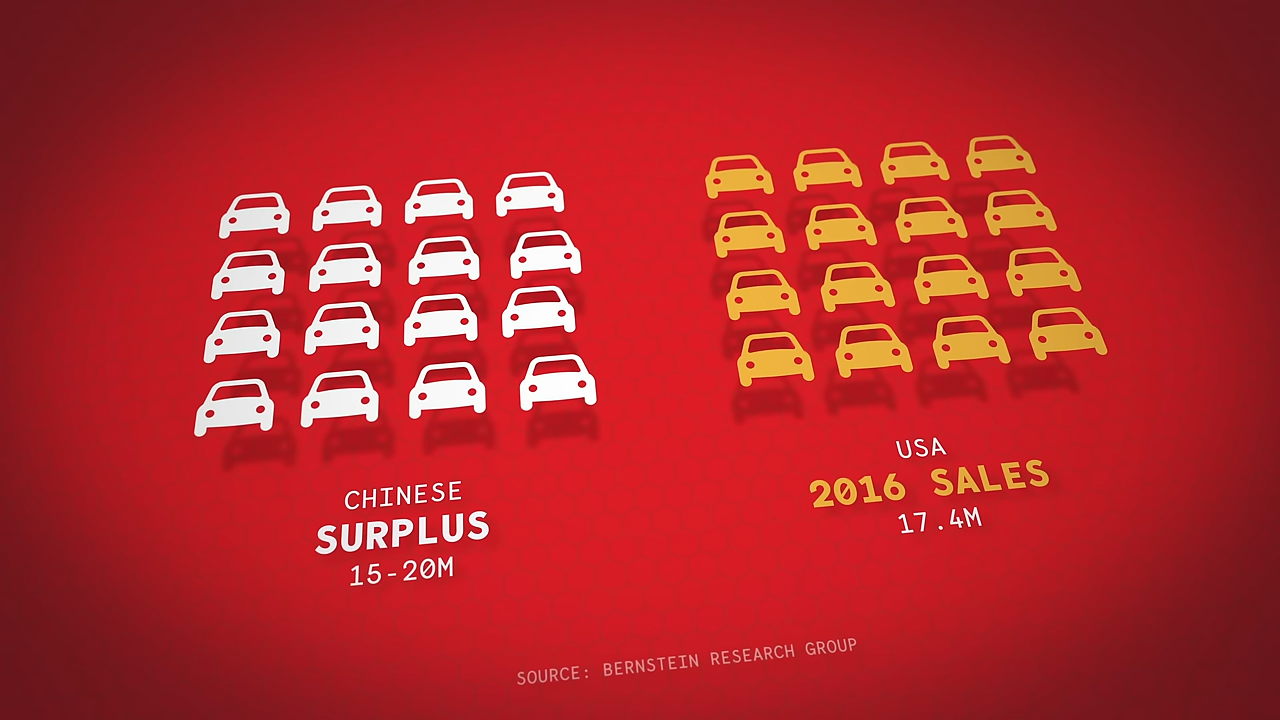 CHINESE
SURPLUS
15-20M
USA
2016 SALES
17.4M
SOURCE: BERNSTEIN RESEARCH GROUP